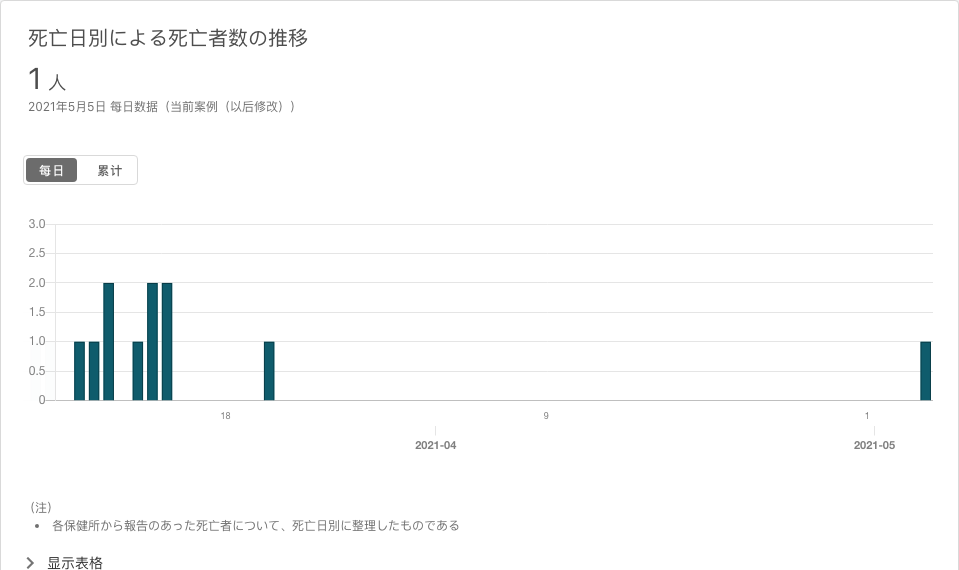 死亡日別による死亡者数の推移
1 人
2021年5月5日 每日数据（当前案例（以后修改））
每日 累计
3.0
2.5
2.0
1.5
1.0
0.5
0
18 9 1
2021-04 2021-05
（注）
• 各保健所から報告のあった死亡者について、死亡日別に整理したものである
显示表格